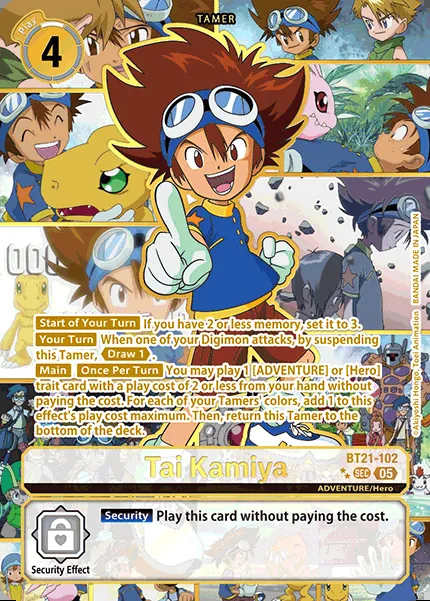 TAMER
Play
4
00
Start of Your Turn If you have 2 or less memory, set it to 3.
Your Turn When one of your Digimon attacks, by suspending
this Tamer, Draw 1.
Main Once Per Turn You may play 1 [ADVENTURE] or [Hero]
trait card with a play cost of 2 or less from your hand without
paying the cost. For each of your Tamers' colors, add 1 to this
effect's play cost maximum. Then, return this Tamer to the
bottom of the deck.
©Akiyoshi Hongo, Toei Animation BANDAI MADE IN JAPAN
BT21-102
Tai Kamiya
SEC 05
ADVENTURE/Hero
Security Play this card without paying the cost.
Security Effect